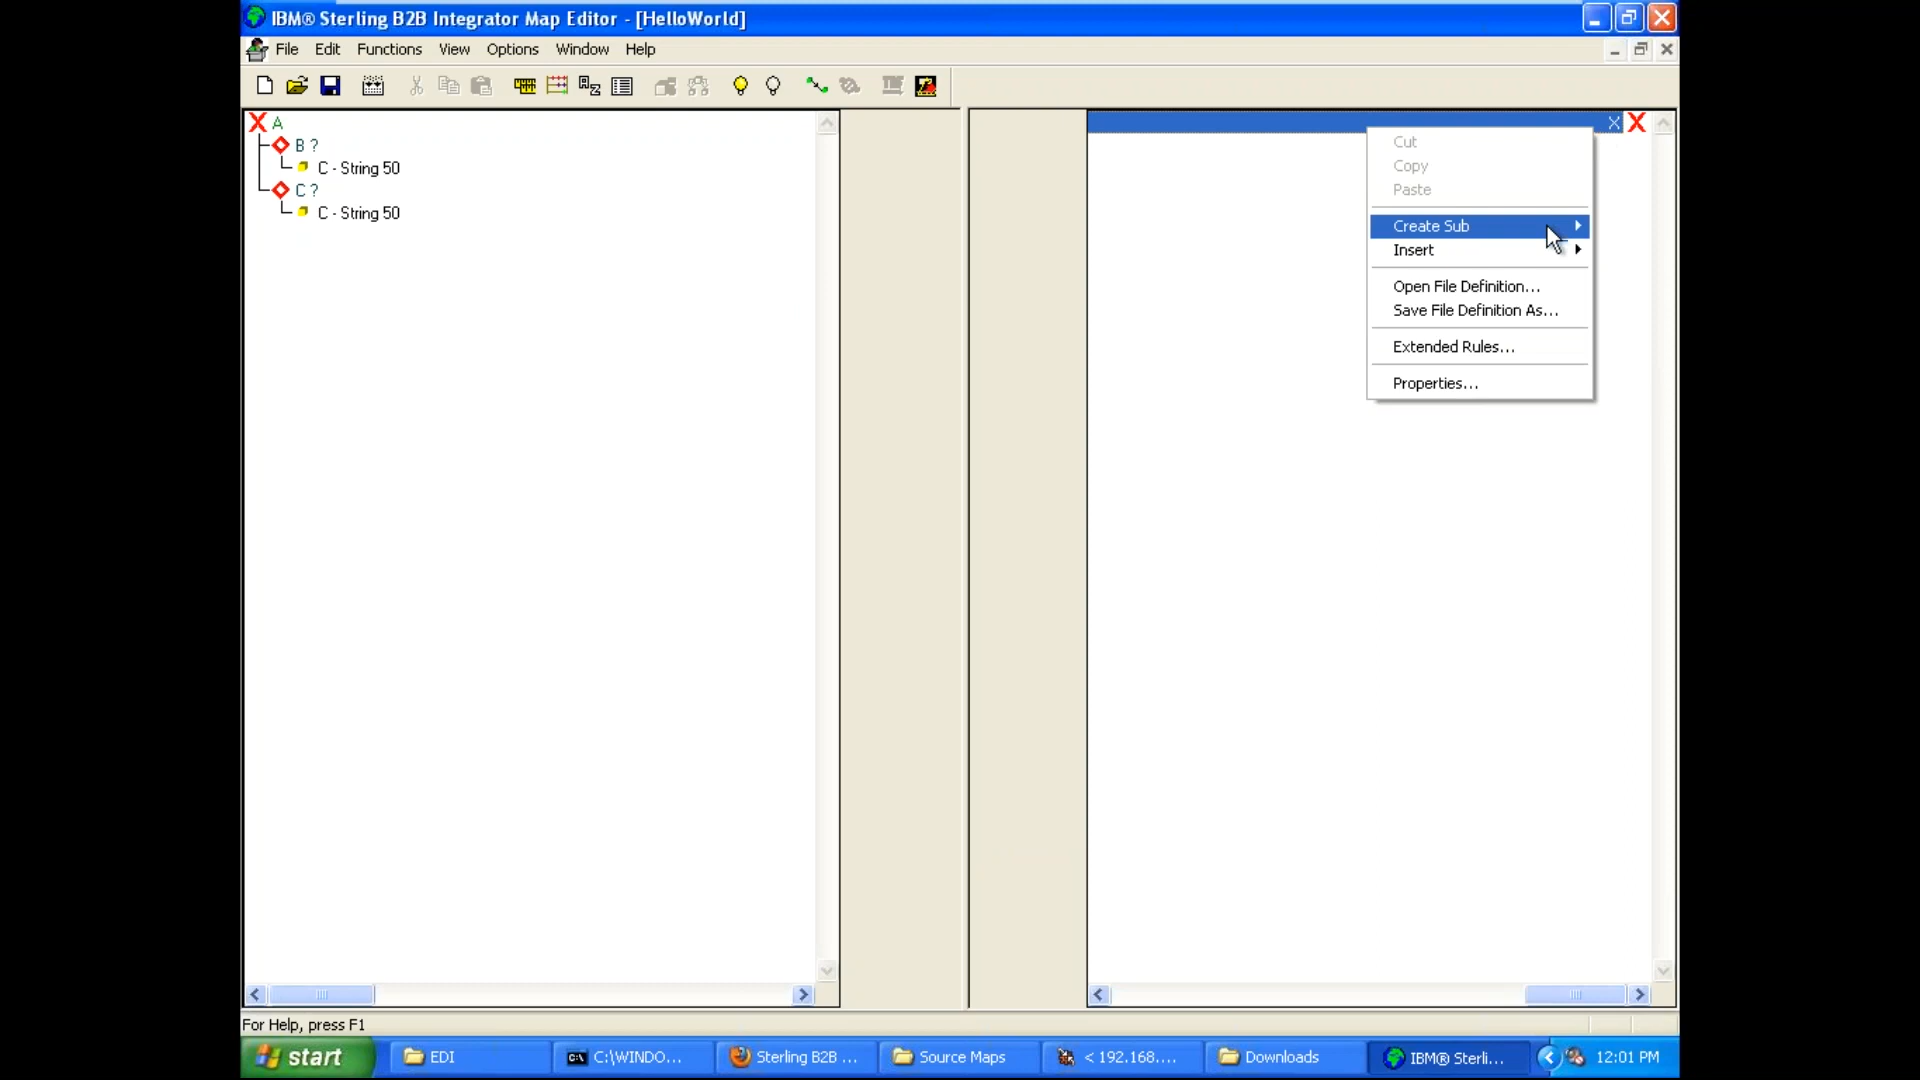 IBM® Sterling B2B Integrator Map Editor - [HelloWorld]
File Edit Functions View Options Window Help
A
B ?
C - String 50
C ?
C - String 50
X
Cut
Copy
Paste
Create Sub
Insert
Open File Definition...
Save File Definition As...
Extended Rules...
Properties...
For Help, press F1
start
EDI
C:\WINDO...
Sterling B2B ...
Source Maps
< 192.168....
Downloads
IBM® Sterli...
12:01 PM